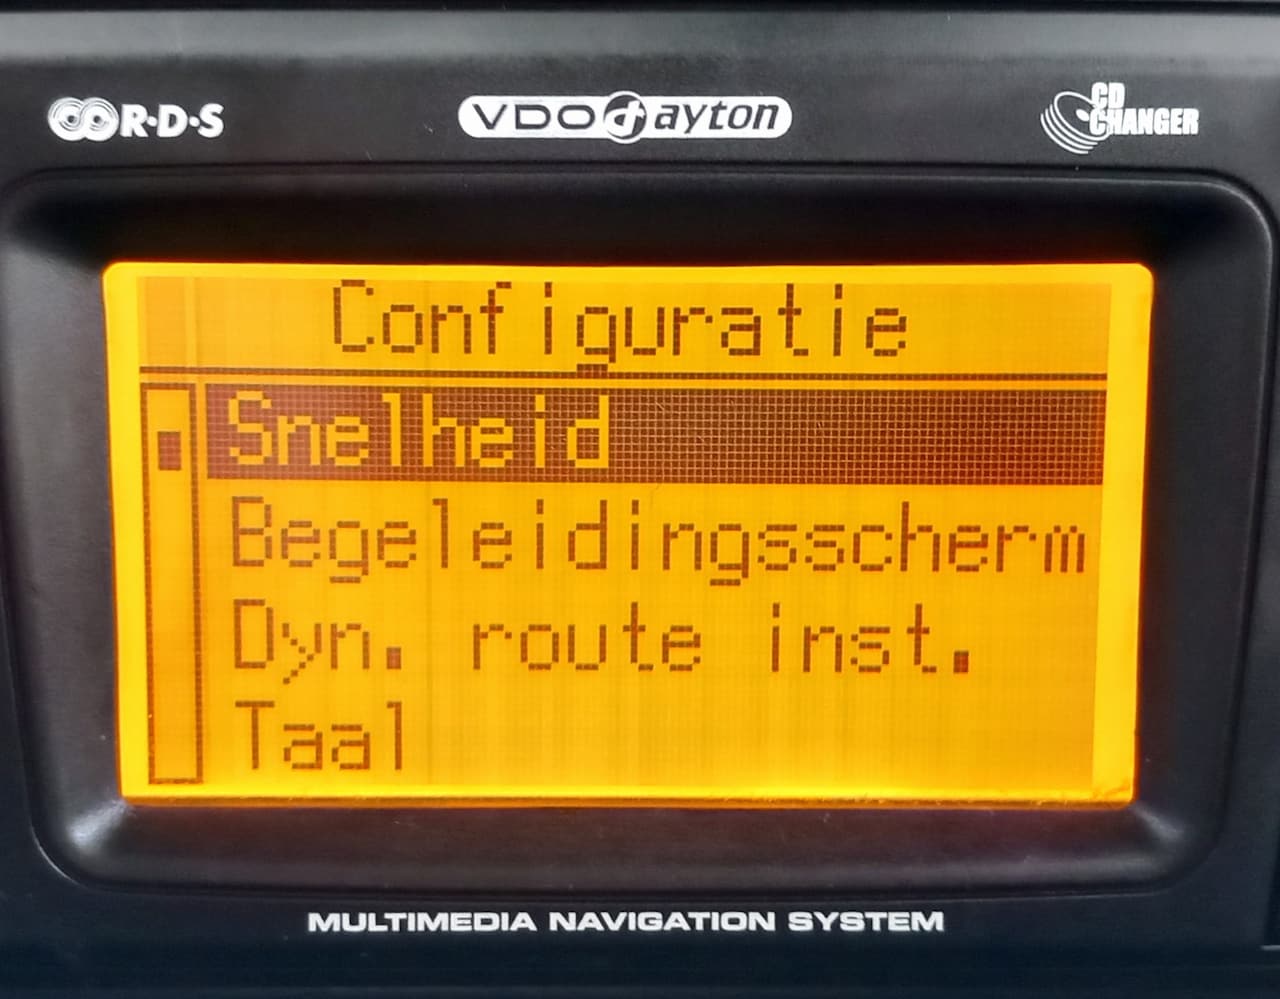 R·D·S
VDO dayton
CD CHANGER
Configuratie
Snelheid
Begeleidingsscherm
Dyn. route inst.
Taal
MULTIMEDIA NAVIGATION SYSTEM